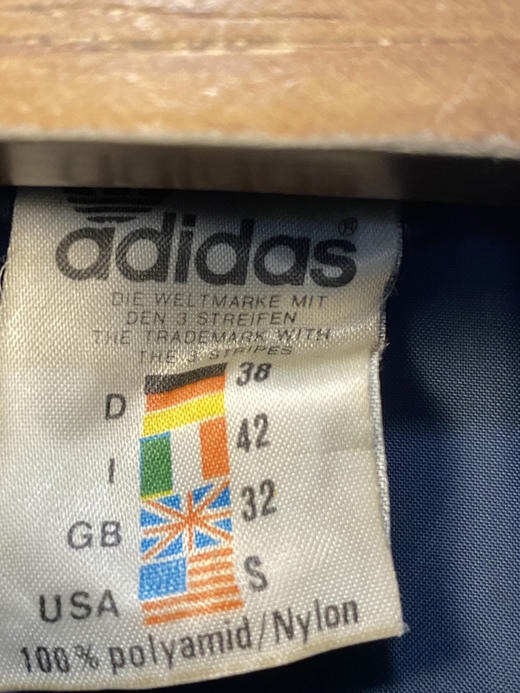 adidas®
DIE WELTMARKE MIT
DEN 3 STREIFEN
THE TRADEMARK WITH
THE 3 STRIPES
D 38
I 42
GB 32
USA S
100% polyamid/Nylon